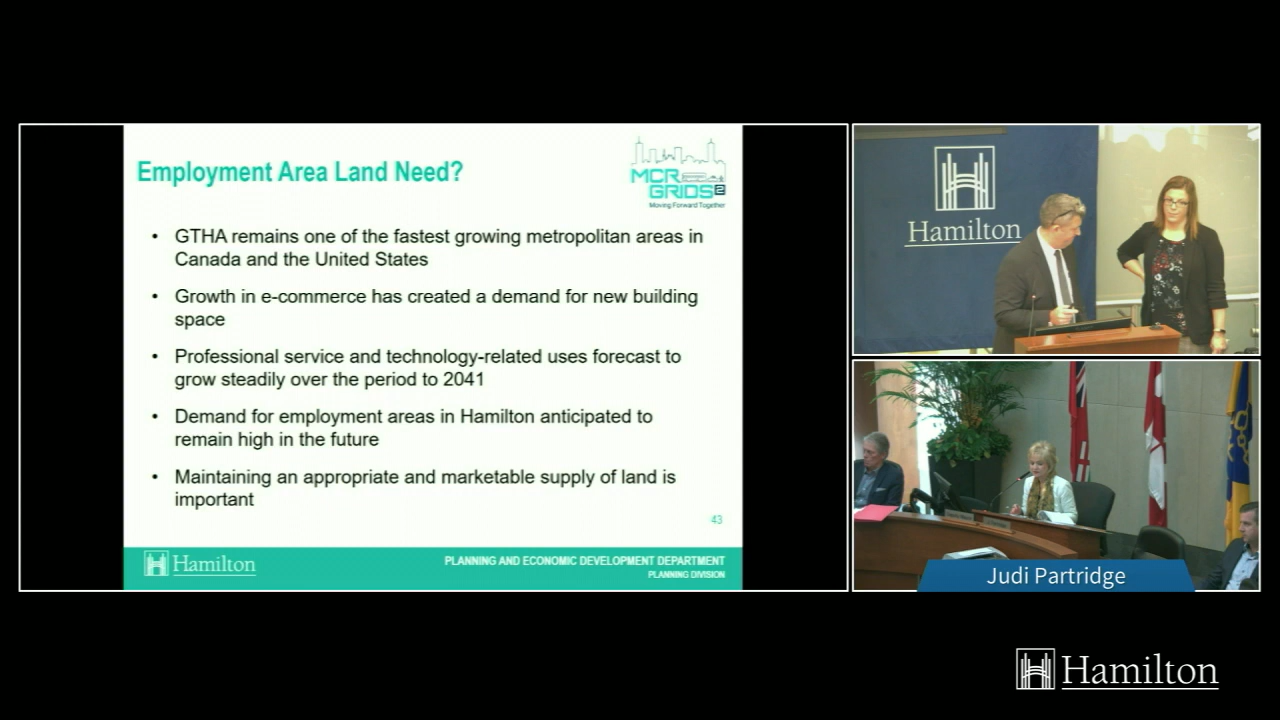 Employment Area Land Need?
MCR
GRIDS2
Moving Forward Together
• GTHA remains one of the fastest growing metropolitan areas in
Canada and the United States
• Growth in e-commerce has created a demand for new building
space
• Professional service and technology-related uses forecast to
grow steadily over the period to 2041
• Demand for employment areas in Hamilton anticipated to
remain high in the future
• Maintaining an appropriate and marketable supply of land is
important
43
Hamilton
PLANNING AND ECONOMIC DEVELOPMENT DEPARTMENT
PLANNING DIVISION
Hamilton
Judi Partridge
Hamilton